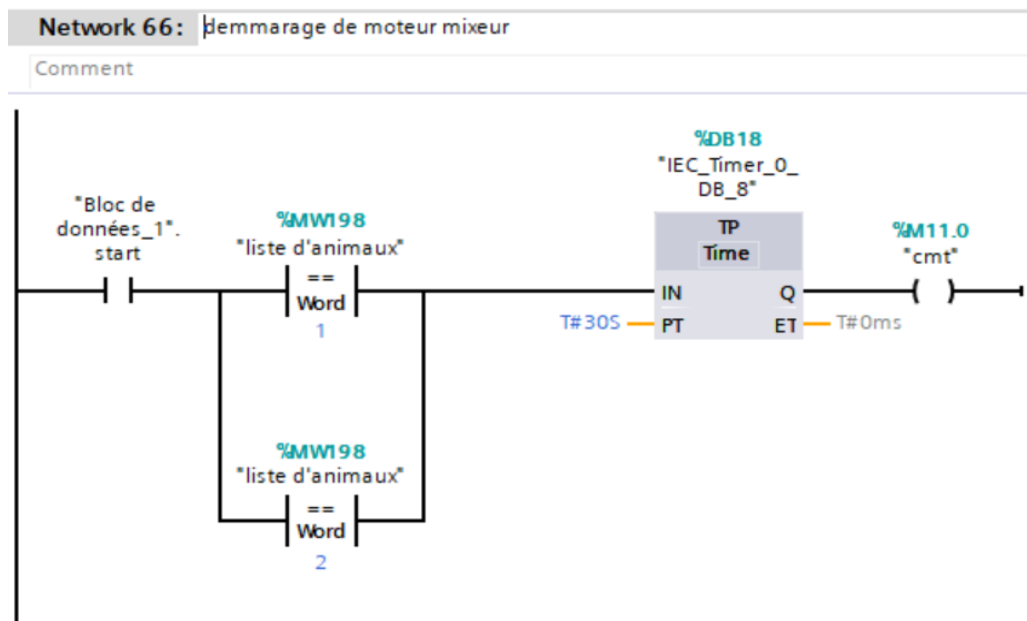 Network 66: demmarage de moteur mixeur
Comment
%DB18
"IEC_Timer_0_
DB_8"
"Bloc de
données_1".
start
%MW198
"liste d'animaux"
==
Word
1
TP
Time
IN
Q
T#30S
PT
ET
T#0ms
%M11.0
"cmt"
%MW198
"liste d'animaux"
==
Word
2